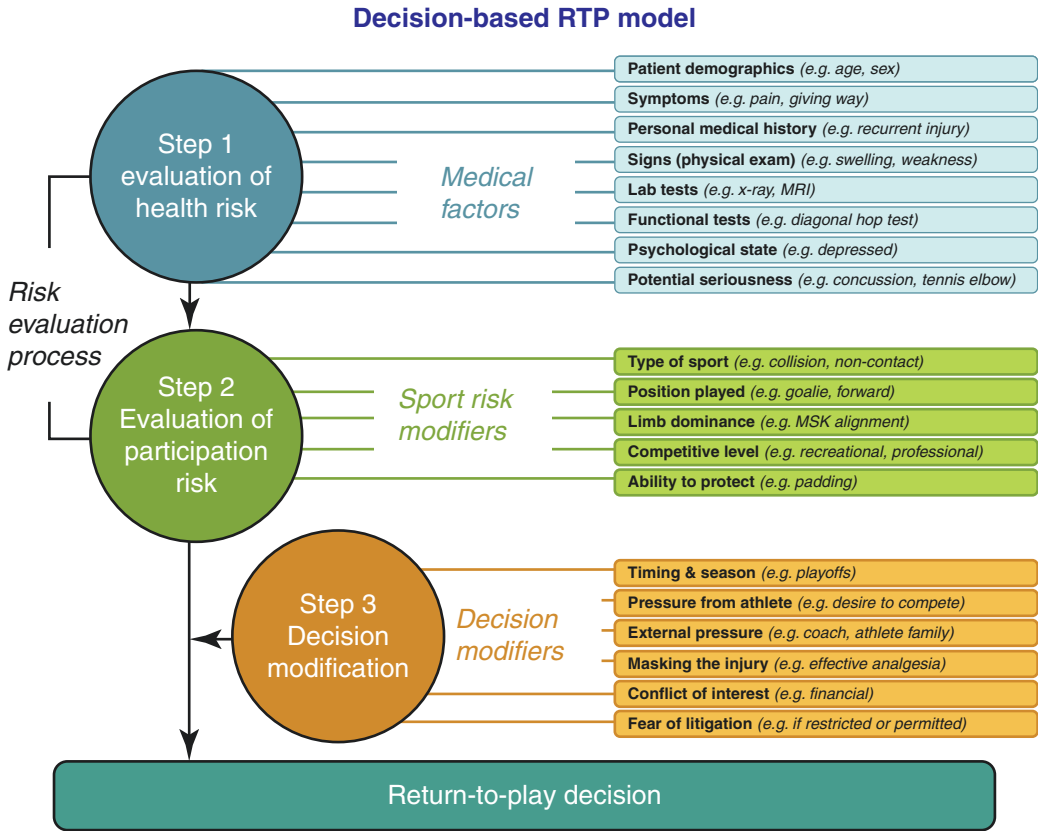 Decision-based RTP model
Step 1
evaluation of
health risk
Medical
factors
Patient demographics (e.g. age, sex)
Symptoms (e.g. pain, giving way)
Personal medical history (e.g. recurrent injury)
Signs (physical exam) (e.g. swelling, weakness)
Lab tests (e.g. x-ray, MRI)
Functional tests (e.g. diagonal hop test)
Psychological state (e.g. depressed)
Potential seriousness (e.g. concussion, tennis elbow)
Risk
evaluation
process
Step 2
Evaluation of
participation
risk
Sport risk
modifiers
Type of sport (e.g. collision, non-contact)
Position played (e.g. goalie, forward)
Limb dominance (e.g. MSK alignment)
Competitive level (e.g. recreational, professional)
Ability to protect (e.g. padding)
Step 3
Decision
modification
Decision
modifiers
Timing & season (e.g. playoffs)
Pressure from athlete (e.g. desire to compete)
External pressure (e.g. coach, athlete family)
Masking the injury (e.g. effective analgesia)
Conflict of interest (e.g. financial)
Fear of litigation (e.g. if restricted or permitted)
Return-to-play decision